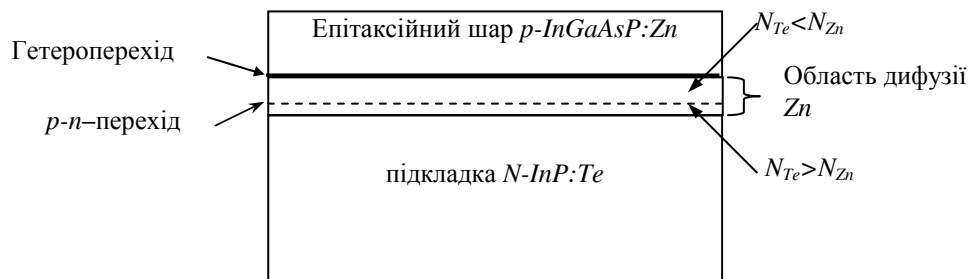 Епітаксійний шар p-InGaAsP:Zn
N_Te<N_Zn
Гетероперехід
Область дифузії
Zn
p-n–перехід
підкладка N-InP:Te
N_Te>N_Zn